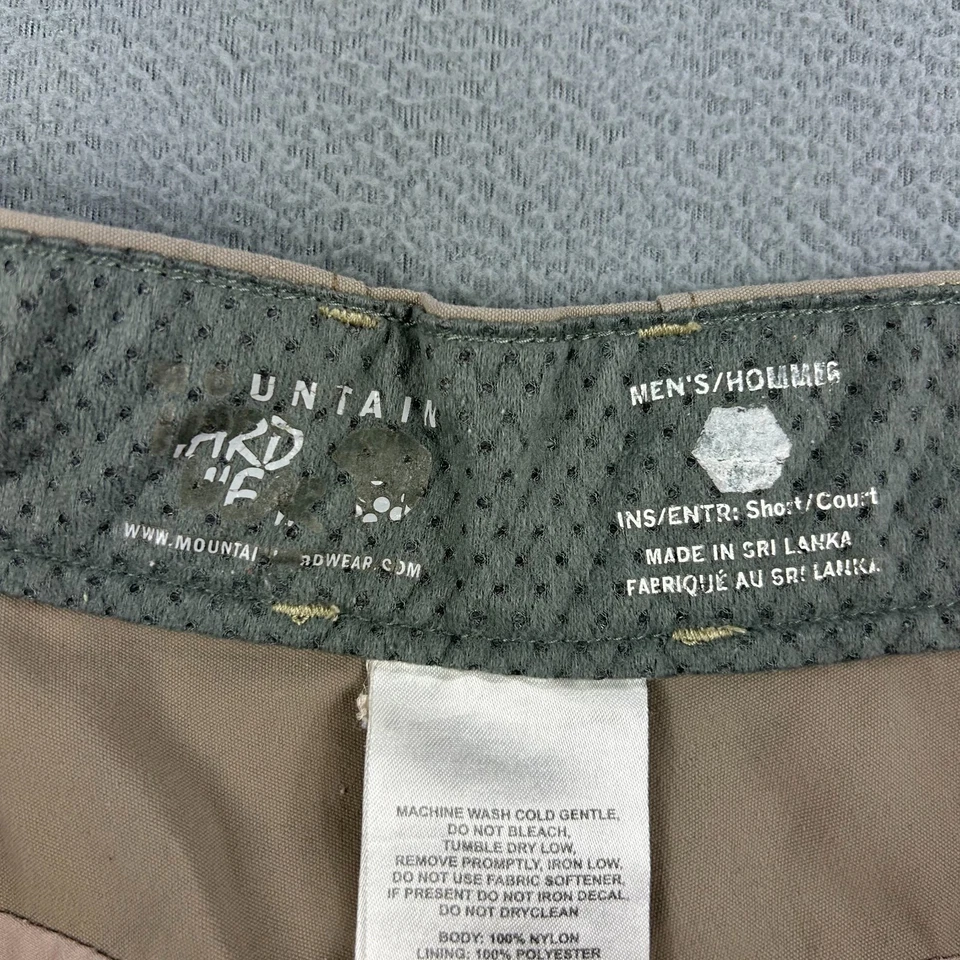 UNTAIN
MEN'S/HOMMES
INS/ENTR: Short/Court
MADE IN SRI LANKA
FABRIQUÉ AU SRI LANKA
MACHINE WASH COLD GENTLE,
DO NOT BLEACH,
TUMBLE DRY LOW,
REMOVE PROMPTLY, IRON LOW,
DO NOT USE FABRIC SOFTENER,
IF PRESENT DO NOT IRON DECAL,
DO NOT DRYCLEAN
BODY: 100% NYLON
LINING: 100% POLYESTER